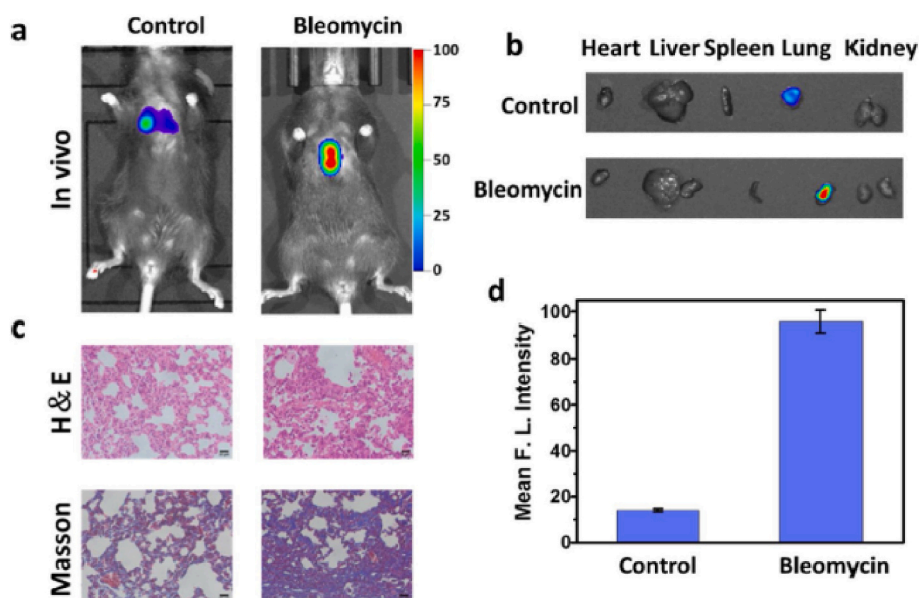 a
Control
Bleomycin
In vivo
100
75
50
25
0
b
Heart Liver Spleen Lung Kidney
Control
Bleomycin
c
H&E
Masson
d
Mean F. L. Intensity
100
80
60
40
20
0
Control
Bleomycin